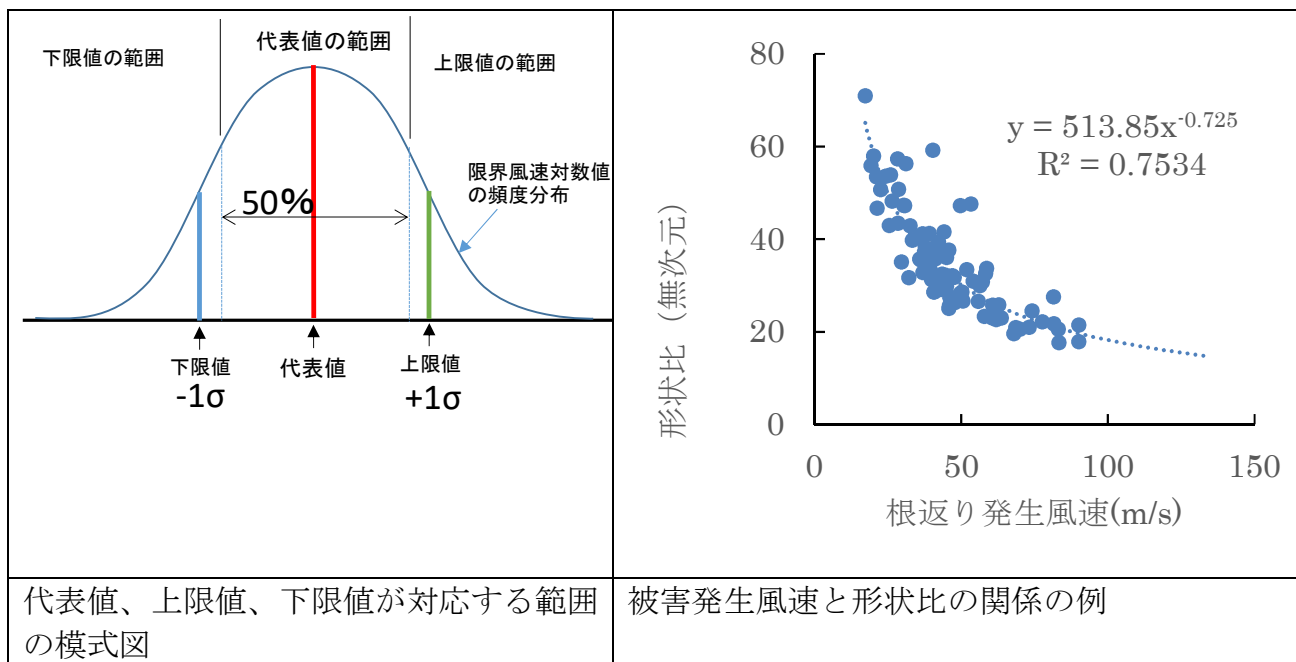 代表値の範囲
下限値の範囲
上限値の範囲
限界風速対数値
の頻度分布
50%
下限値
-1σ
代表値
上限値
+1σ
80
60
40
20
0
y = 513.85x^-0.725
R² = 0.7534
形状比（無次元）
0
50
100
150
根返り発生風速(m/s)
代表値、上限値、下限値が対応する範囲
の模式図
被害発生風速と形状比の関係の例